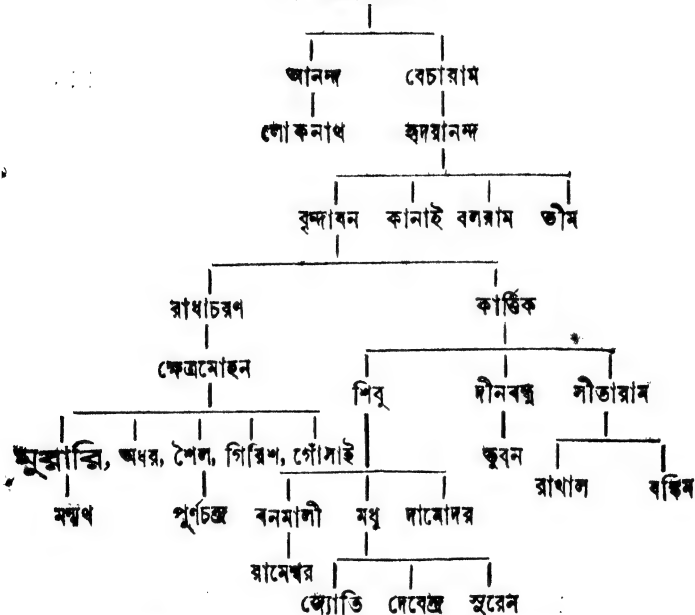 আনন্দ বেচারাম
লোকনাথ হৃদয়ানন্দ
বৃন্দাবন কানাই বলরাম ভীম
রাধাচরণ কার্ত্তিক
ক্ষেত্রমোহন
শিবু দীনবন্ধু সীতারাম
মুরারি, অধর, শৈল, গিরিশ, গোঁসাই
ভুবন
রাখাল বঙ্কিম
মন্মথ পূর্ণচন্দ্র বনমালী মধু দামোদর
রামেশ্বর
জ্যোতি দেবেন্দ্র সুরেন